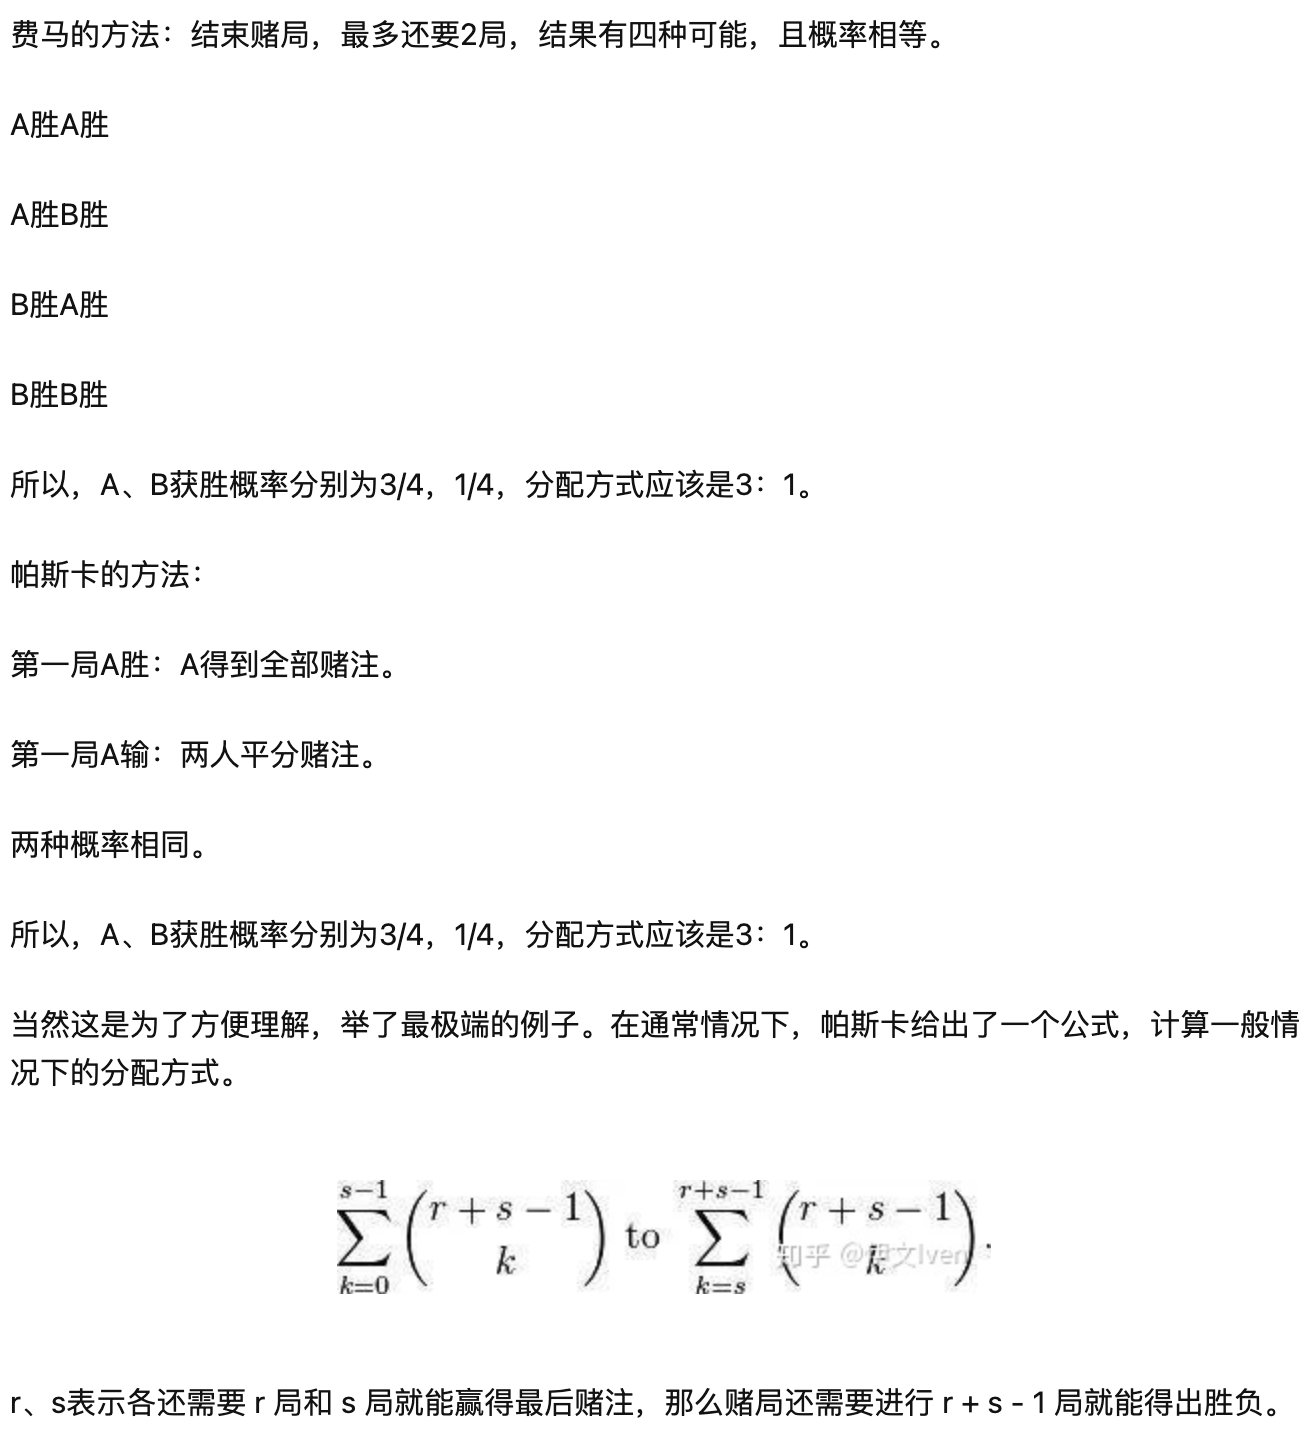 费马的方法：结束赌局，最多还要2局，结果有四种可能，且概率相等。
A胜A胜
A胜B胜
B胜A胜
B胜B胜
所以，A、B获胜概率分别为3/4，1/4，分配方式应该是3：1。
帕斯卡的方法：
第一局A胜：A得到全部赌注。
第一局A输：两人平分赌注。
两种概率相同。
所以，A、B获胜概率分别为3/4，1/4，分配方式应该是3：1。
当然这是为了方便理解，举了最极端的例子。在通常情况下，帕斯卡给出了一个公式，计算一般情
况下的分配方式。
\sum_{k=0}^{s-1} \binom{r+s-1}{k} to \sum_{k=s}^{r+s-1} \binom{r+s-1}{k}.
知乎
r、s表示各还需要 r 局和 s 局就能赢得最后赌注，那么赌局还需要进行 r + s - 1 局就能得出胜负。